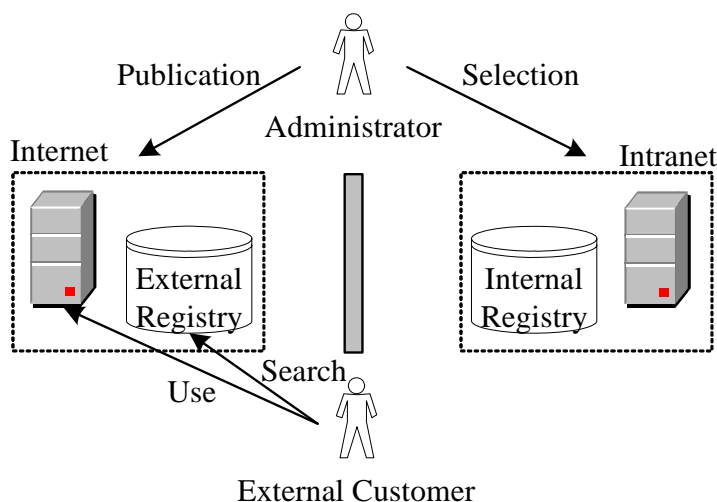 Publication
Selection
Administrator
Internet
Intranet
External
Registry
Internal
Registry
Search
Use
External Customer